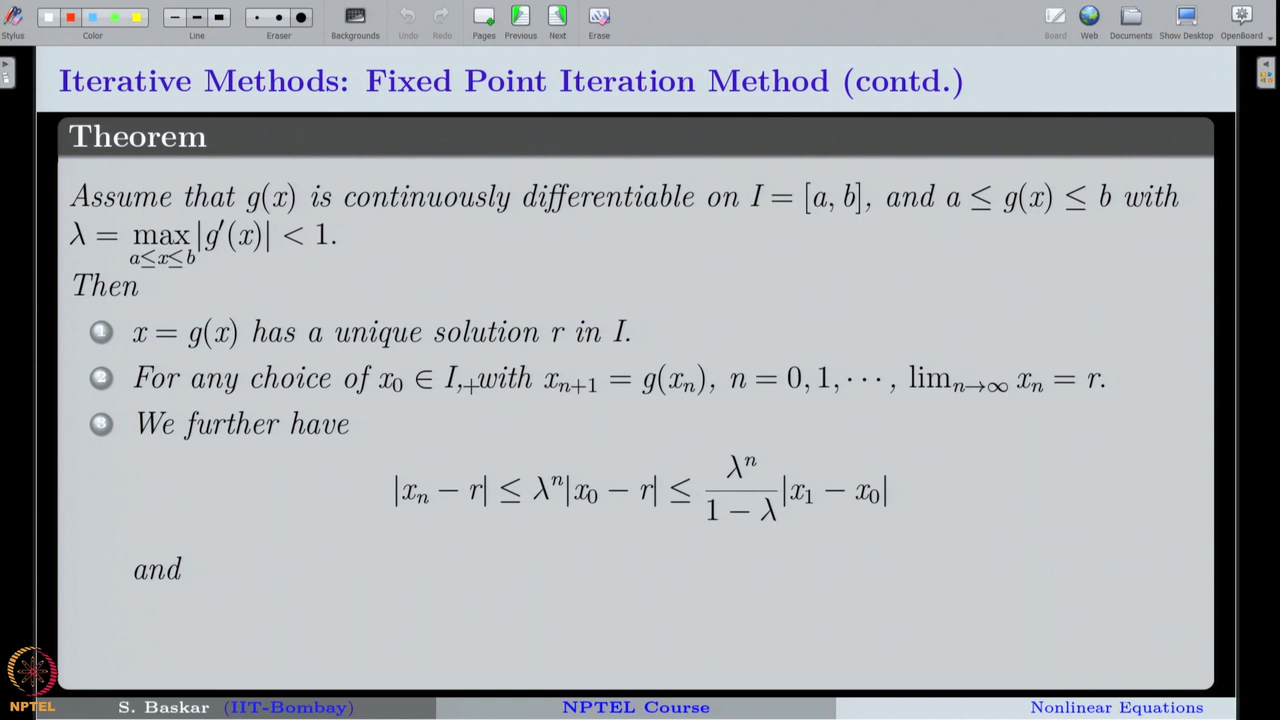 Stylus Color Line Eraser Backgrounds Undo Redo Pages Previous Next Erase Board Web Documents Show Desktop OpenBoard
Iterative Methods: Fixed Point Iteration Method (contd.)
Theorem
Assume that g(x) is continuously differentiable on I = [a, b], and a ≤ g(x) ≤ b with
λ = max |g′(x)| < 1.
a≤x≤b
Then
1 x = g(x) has a unique solution r in I.
2 For any choice of x₀ ∈ I, with xₙ₊₁ = g(xₙ), n = 0, 1, ⋯ , limₙ→∞ xₙ = r.
3 We further have
|xₙ − r| ≤ λⁿ|x₀ − r| ≤ λⁿ/(1 − λ) |x₁ − x₀|
and
NPTEL
S. Baskar (IIT-Bombay) NPTEL Course Nonlinear Equations